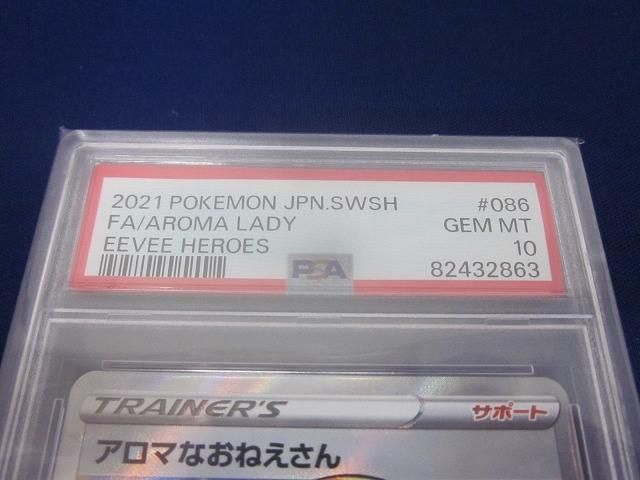 2021 POKEMON JPN.SWSH #086
FA/AROMA LADY GEM MT
EEVEE HEROES 10
PSA 82432863
TRAINER'S サポート
アロマなおねえさん